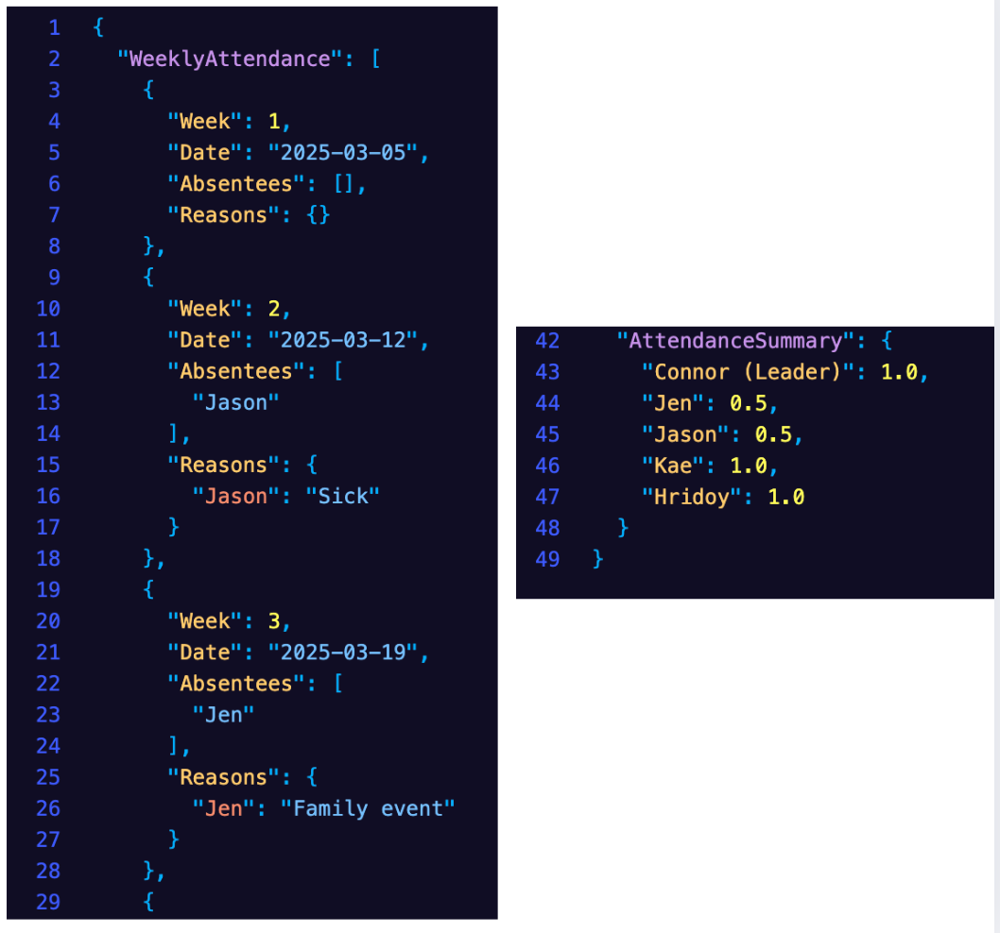 1 {
2   "WeeklyAttendance": [
3     {
4       "Week": 1,
5       "Date": "2025-03-05",
6       "Absentees": [],
7       "Reasons": {}
8     },
9     {
10       "Week": 2,
11       "Date": "2025-03-12",
12       "Absentees": [
13         "Jason"
14       ],
15       "Reasons": {
16         "Jason": "Sick"
17       }
18     },
19     {
20       "Week": 3,
21       "Date": "2025-03-19",
22       "Absentees": [
23         "Jen"
24       ],
25       "Reasons": {
26         "Jen": "Family event"
27       }
28     },
29     {
42   "AttendanceSummary": {
43     "Connor (Leader)": 1.0,
44     "Jen": 0.5,
45     "Jason": 0.5,
46     "Kae": 1.0,
47     "Hridoy": 1.0
48   }
49 }